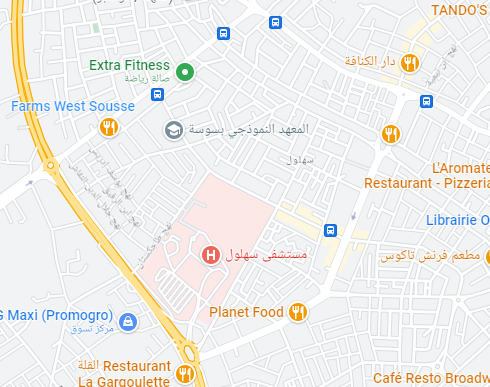 TANDO'S
Extra Fitness
صالة رياضة
دار الكنافة
Farms West Sousse
المعهد النموذجي بسوسة
سهلول
L'Aromate
Restaurant - Pizzeria
Librairie O
مستشفى سهلول
مطعم فرنش تاكوس
Planet Food
G Maxi (Promogro)
مركز تسوق
Restaurant القلة
La Gargoulette
Café Resto Broadw